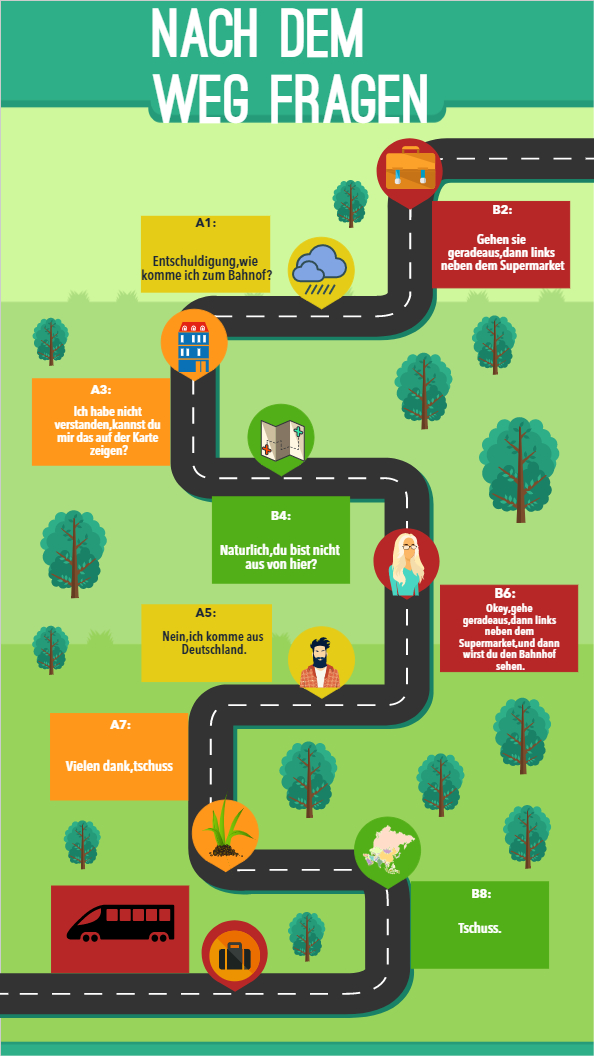 NACH DEM
WEG FRAGEN
A1:
Entschuldigung,wie
komme ich zum Bahnof?
B2:
Gehen sie
geradeaus,dann links
neben dem Supermarket
A3:
Ich habe nicht
verstanden,kannst du
mir das auf der Karte
zeigen?
B4:
Naturlich,du bist nicht
aus von hier?
A5:
Nein,ich komme aus
Deutschland.
B6:
Okey,gehe
geradeaus,dann links
neben dem
Supermarket,und dann
wirst du den Bahnhof
sehen.
A7:
Vielen dank,tschuss
B8:
Tschuss.